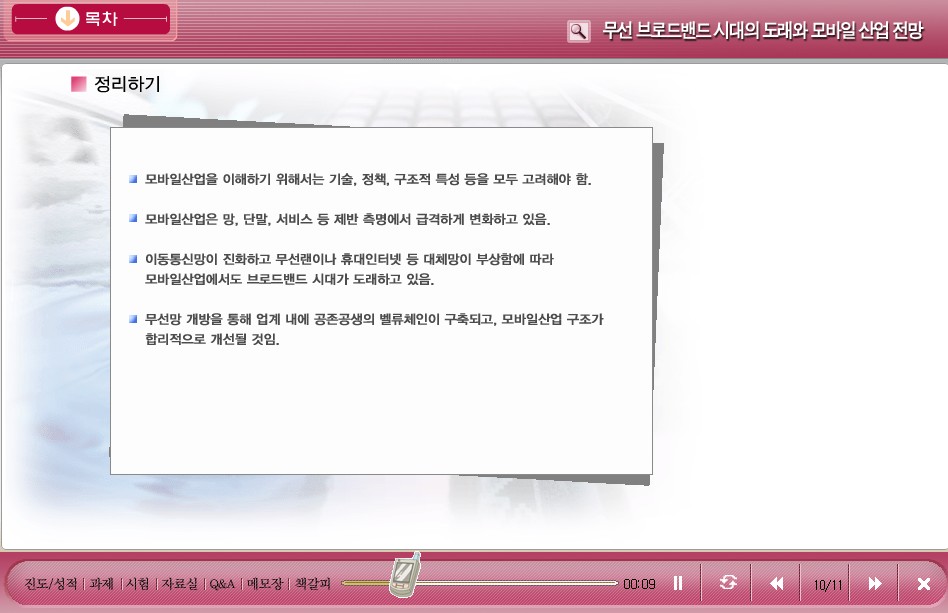 목차
무선 브로드밴드 시대의 도래와 모바일 산업 전망
정리하기
모바일산업을 이해하기 위해서는 기술, 정책, 구조적 특성 등을 모두 고려해야 함.
모바일산업은 망, 단말, 서비스 등 제반 측명에서 급격하게 변화하고 있음.
이동통신망이 진화하고 무선랜이나 휴대인터넷 등 대체망이 부상함에 따라
모바일산업에서도 브로드밴드 시대가 도래하고 있음.
무선망 개방을 통해 업계 내에 공존공생의 벨류체인이 구축되고, 모바일산업 구조가
합리적으로 개선될 것임.
진도/성적 | 과제 | 시험 | 자료실 | Q&A | 메모장 | 책갈피 00:09 10/11